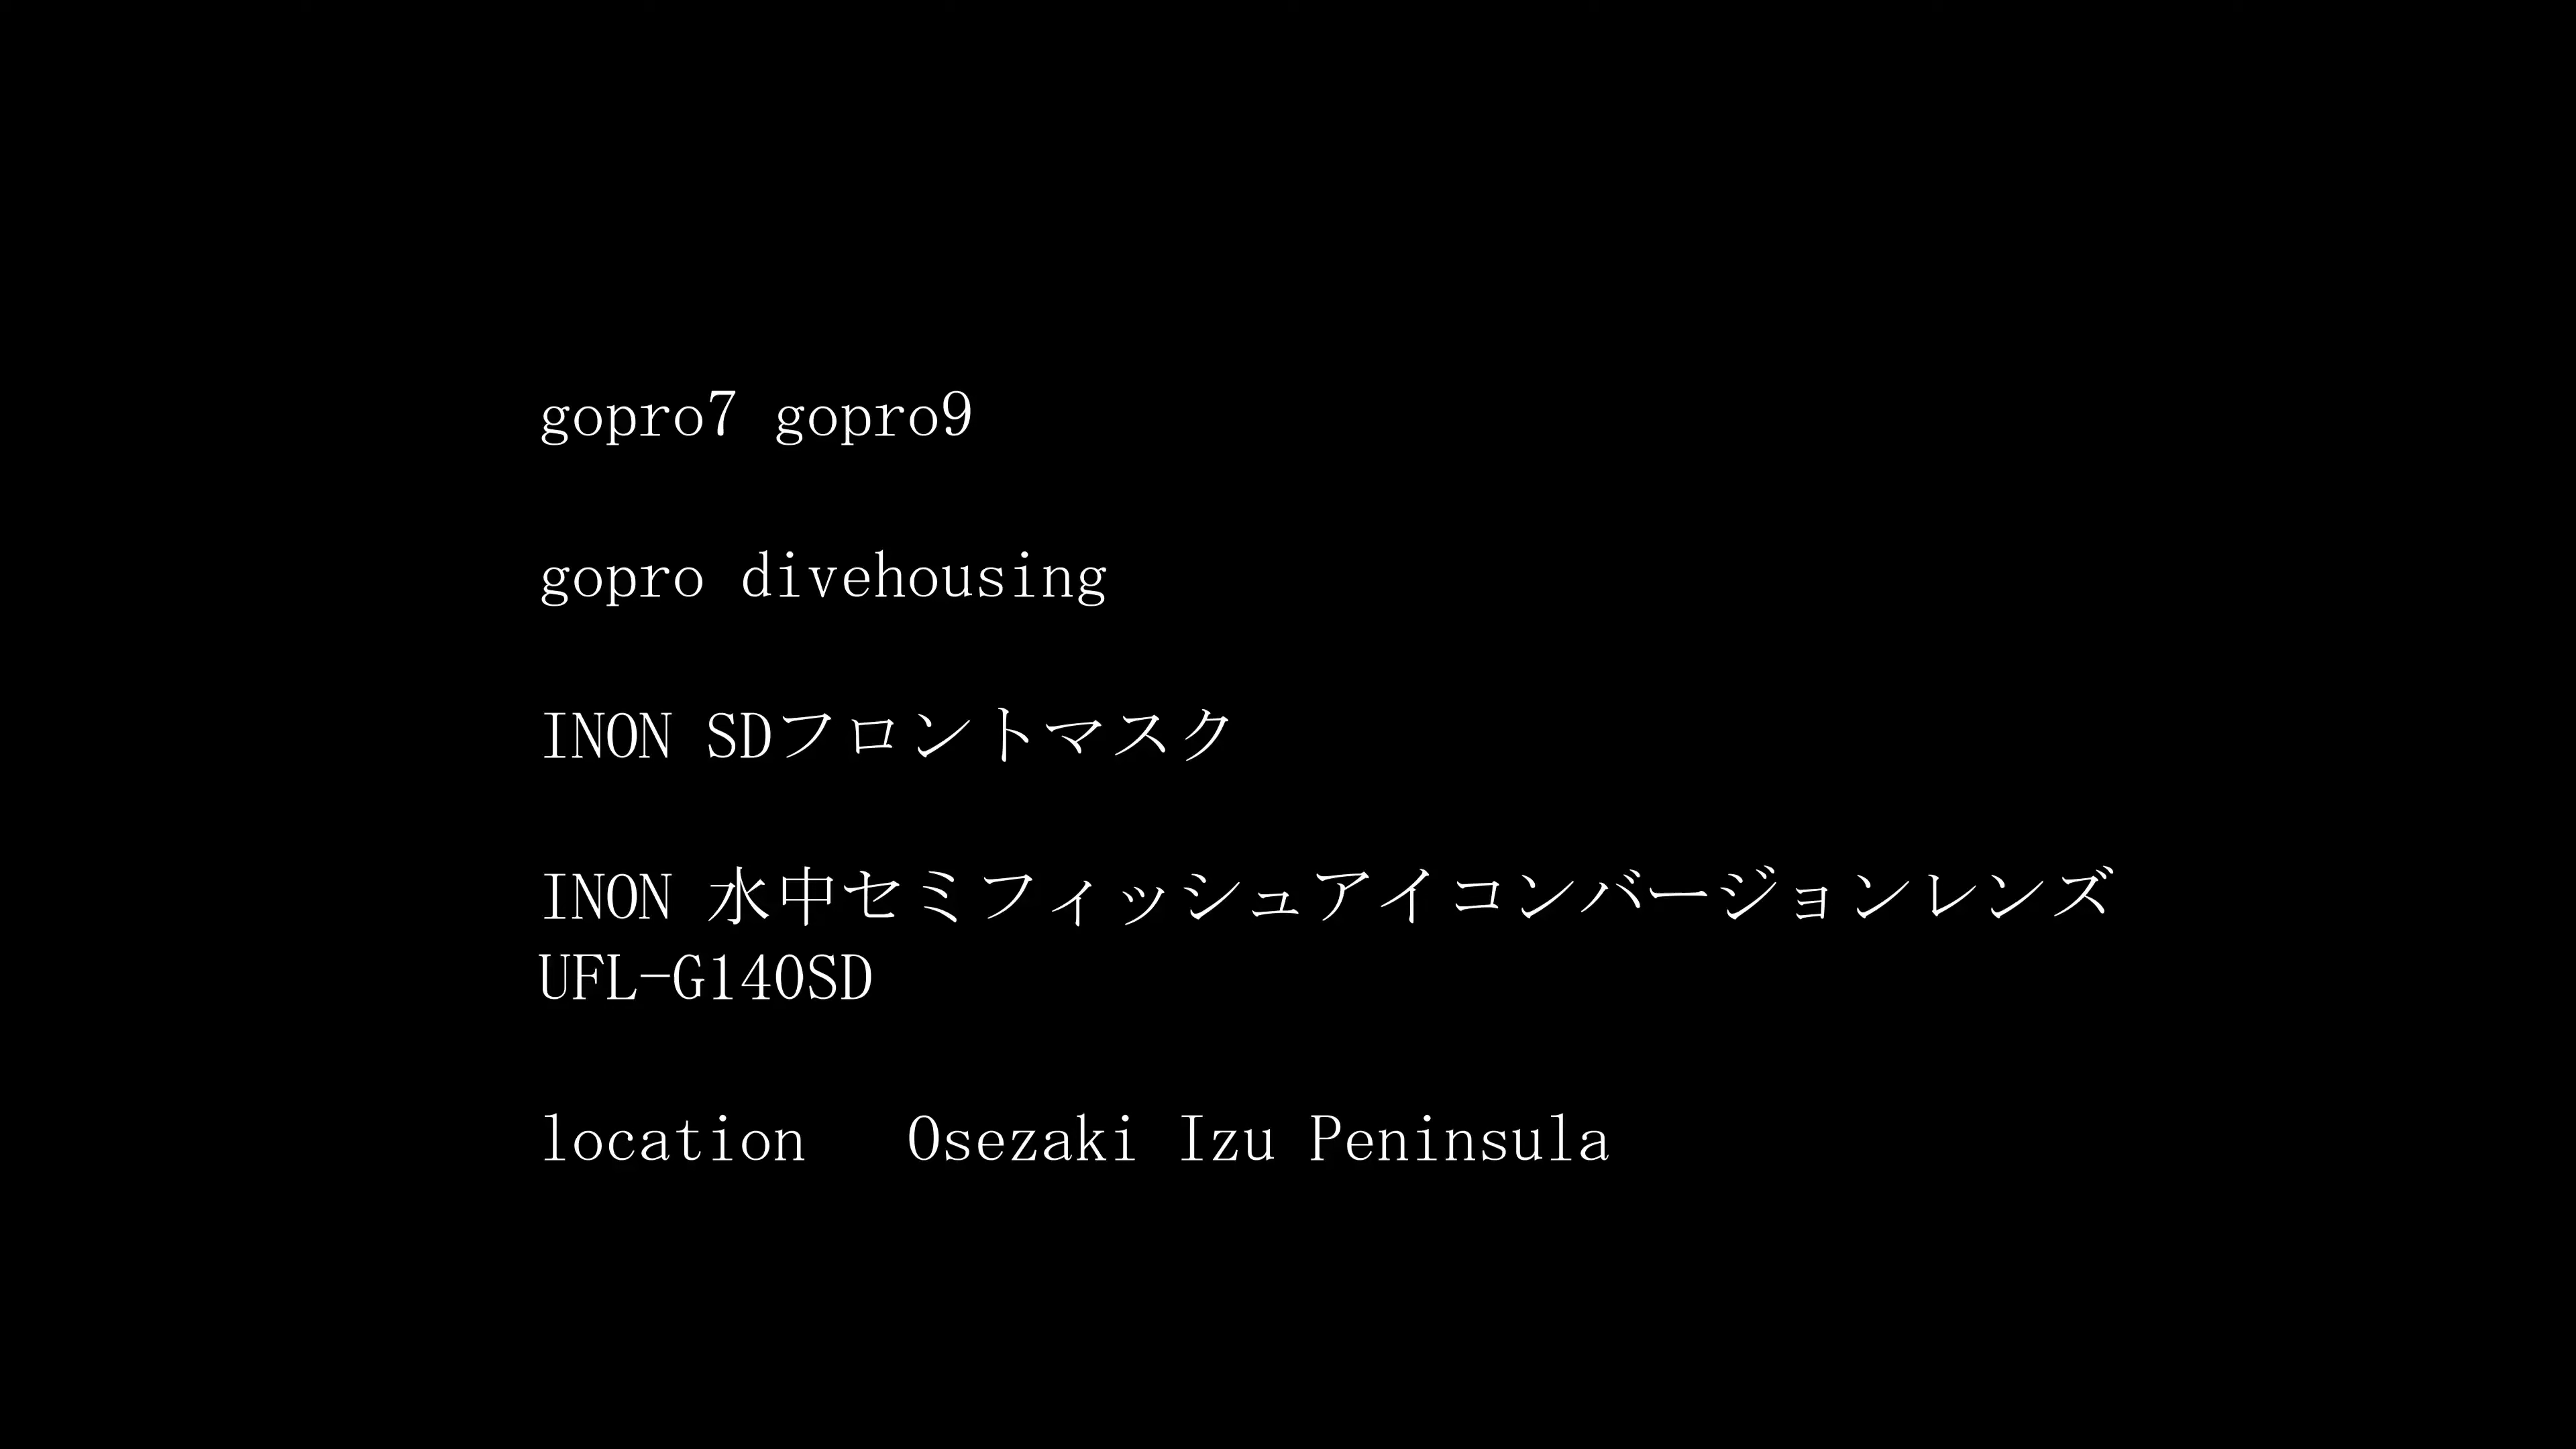 gopro7 gopro9
gopro divehousing
INON SDフロントマスク
INON 水中セミフィッシュアイコンバージョンレンズ
UFL-G140SD
location　 Osezaki Izu Peninsula